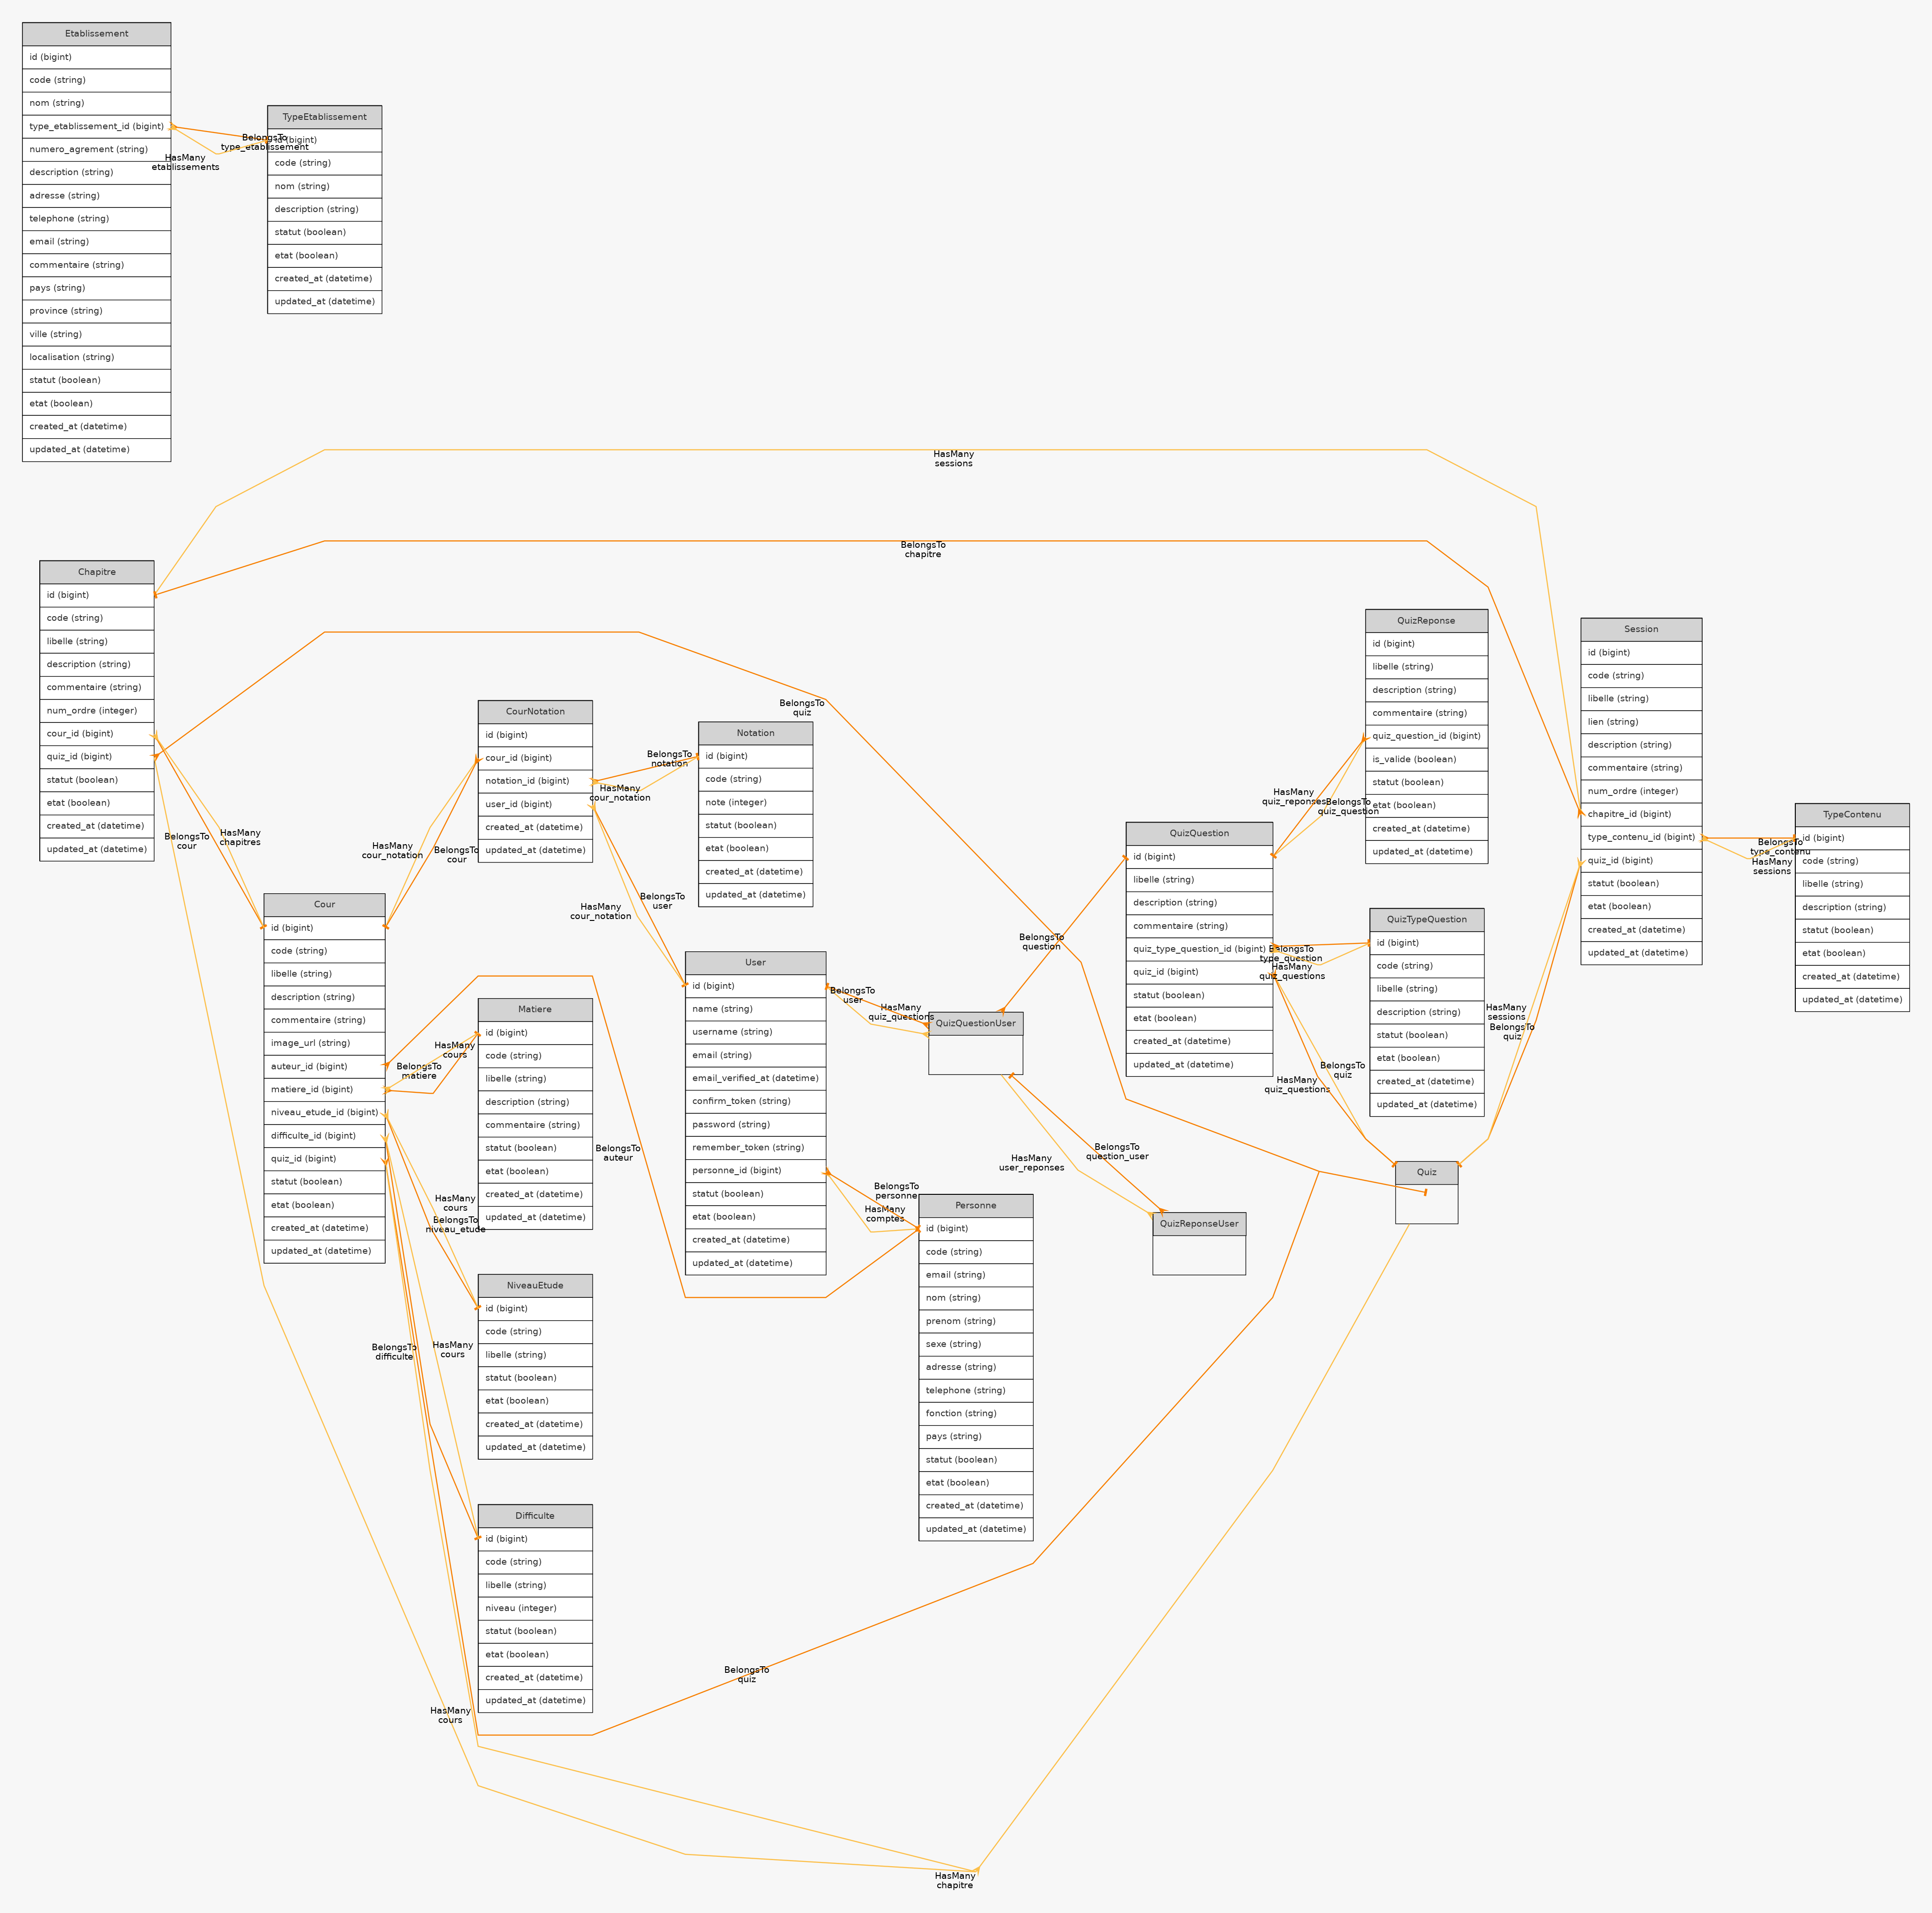 Etablissement
id (bigint)
code (string)
nom (string)
type_etablissement_id (bigint)
numero_agrement (string)
description (string)
adresse (string)
telephone (string)
email (string)
commentaire (string)
pays (string)
province (string)
ville (string)
localisation (string)
statut (boolean)
etat (boolean)
created_at (datetime)
updated_at (datetime)
BelongsTo
type_etablissement
HasMany
etablissements
TypeEtablissement
id (bigint)
code (string)
nom (string)
description (string)
statut (boolean)
etat (boolean)
created_at (datetime)
updated_at (datetime)
HasMany
sessions
BelongsTo
chapitre
Chapitre
id (bigint)
code (string)
libelle (string)
description (string)
commentaire (string)
num_ordre (integer)
cour_id (bigint)
quiz_id (bigint)
statut (boolean)
etat (boolean)
created_at (datetime)
updated_at (datetime)
BelongsTo
cour
HasMany
chapitres
Cour
id (bigint)
code (string)
libelle (string)
description (string)
commentaire (string)
image_url (string)
auteur_id (bigint)
matiere_id (bigint)
niveau_etude_id (bigint)
difficulte_id (bigint)
quiz_id (bigint)
statut (boolean)
etat (boolean)
created_at (datetime)
updated_at (datetime)
HasMany
cour_notation
BelongsTo
cour
CourNotation
id (bigint)
cour_id (bigint)
notation_id (bigint)
user_id (bigint)
created_at (datetime)
updated_at (datetime)
BelongsTo
notation
HasMany
cour_notation
Notation
id (bigint)
code (string)
note (integer)
statut (boolean)
etat (boolean)
created_at (datetime)
updated_at (datetime)
BelongsTo
quiz
BelongsTo
user
HasMany
cour_notation
HasMany
cours
BelongsTo
matiere
Matiere
id (bigint)
code (string)
libelle (string)
description (string)
commentaire (string)
statut (boolean)
etat (boolean)
created_at (datetime)
updated_at (datetime)
BelongsTo
auteur
HasMany
cours
BelongsTo
niveau_etude
NiveauEtude
id (bigint)
code (string)
libelle (string)
statut (boolean)
etat (boolean)
created_at (datetime)
updated_at (datetime)
BelongsTo
difficulte
HasMany
cours
Difficulte
id (bigint)
code (string)
libelle (string)
niveau (integer)
statut (boolean)
etat (boolean)
created_at (datetime)
updated_at (datetime)
HasMany
cours
BelongsTo
quiz
HasMany
chapitre
User
id (bigint)
name (string)
username (string)
email (string)
email_verified_at (datetime)
confirm_token (string)
password (string)
remember_token (string)
personne_id (bigint)
statut (boolean)
etat (boolean)
created_at (datetime)
updated_at (datetime)
BelongsTo
user
HasMany
quiz_questions
QuizQuestionUser
BelongsTo
question
BelongsTo
personne
HasMany
comptes
Personne
id (bigint)
code (string)
email (string)
nom (string)
prenom (string)
sexe (string)
adresse (string)
telephone (string)
fonction (string)
pays (string)
statut (boolean)
etat (boolean)
created_at (datetime)
updated_at (datetime)
HasMany
user_reponses
BelongsTo
question_user
QuizReponseUser
QuizQuestion
id (bigint)
libelle (string)
description (string)
commentaire (string)
quiz_type_question_id (bigint)
quiz_id (bigint)
statut (boolean)
etat (boolean)
created_at (datetime)
updated_at (datetime)
HasMany
quiz_reponses
BelongsTo
quiz_question
QuizReponse
id (bigint)
libelle (string)
description (string)
commentaire (string)
quiz_question_id (bigint)
is_valide (boolean)
statut (boolean)
etat (boolean)
created_at (datetime)
updated_at (datetime)
BelongsTo
type_question
HasMany
quiz_questions
QuizTypeQuestion
id (bigint)
code (string)
libelle (string)
description (string)
statut (boolean)
etat (boolean)
created_at (datetime)
updated_at (datetime)
BelongsTo
quiz
HasMany
quiz_questions
Quiz
HasMany
sessions
BelongsTo
quiz
Session
id (bigint)
code (string)
libelle (string)
lien (string)
description (string)
commentaire (string)
num_ordre (integer)
chapitre_id (bigint)
type_contenu_id (bigint)
quiz_id (bigint)
statut (boolean)
etat (boolean)
created_at (datetime)
updated_at (datetime)
BelongsTo
type_contenu
HasMany
sessions
TypeContenu
id (bigint)
code (string)
libelle (string)
description (string)
statut (boolean)
etat (boolean)
created_at (datetime)
updated_at (datetime)